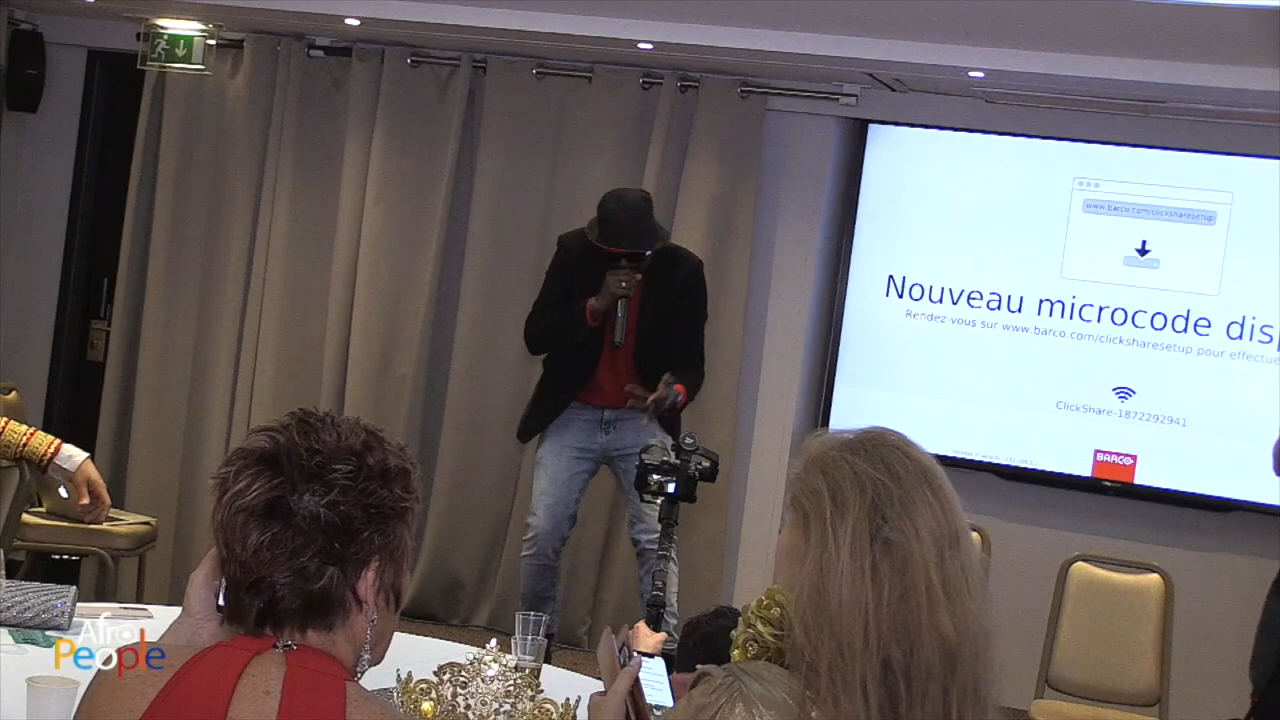 www.barco.com/clicksharesetup
Nouveau microcode dis
Rendez-vous sur www.barco.com/clicksharesetup pour effectue
ClickShare-1872292941
BARCO
Afro
People